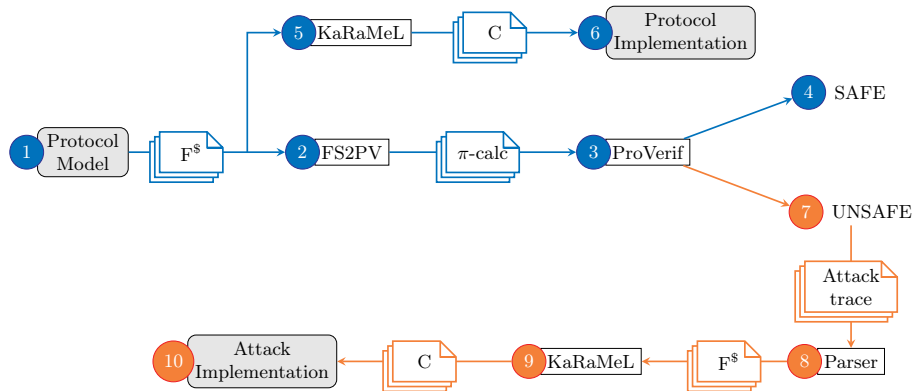 5 KaRaMeL C 6 Protocol
Implementation
4 SAFE
1 Protocol
Model
F$ 2 FS2PV π-calc 3 ProVerif
7 UNSAFE
Attack
trace
10 Attack
Implementation
C 9 KaRaMeL F$ 8 Parser